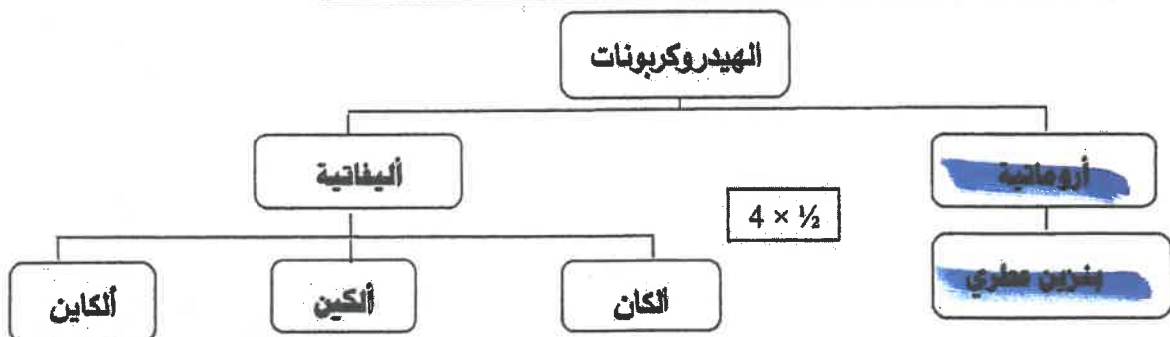 الهيدروكربونات
أروماتية
أليفاتية
4 × ½
بنزين عطري
ألكان
ألكين
ألكاين